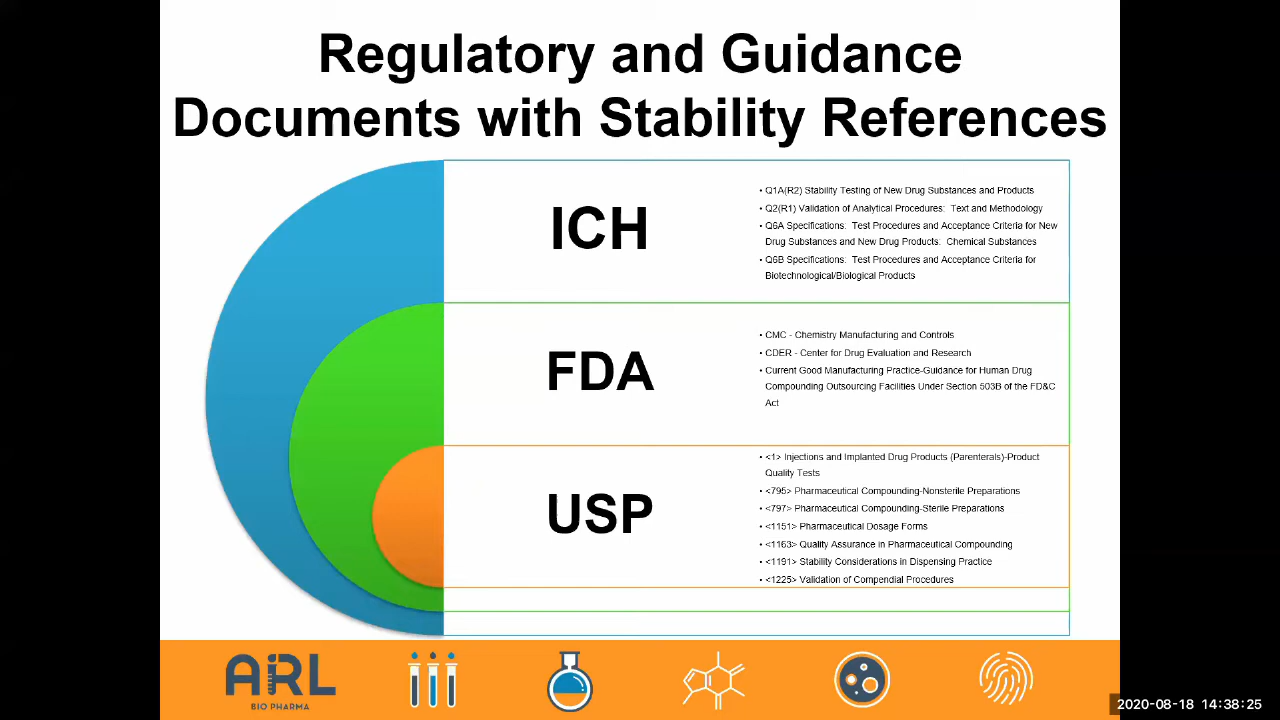 Regulatory and Guidance
Documents with Stability References
ICH
• Q1A(R2) Stability Testing of New Drug Substances and Products
• Q2(R1) Validation of Analytical Procedures:  Text and Methodology
• Q6A Specifications:  Test Procedures and Acceptance Criteria for New
Drug Substances and New Drug Products:  Chemical Substances
• Q6B Specifications:  Test Procedures and Acceptance Criteria for
Biotechnological/Biological Products
FDA
• CMC - Chemistry Manufacturing and Controls
• CDER - Center for Drug Evaluation and Research
• Current Good Manufacturing Practice-Guidance for Human Drug
Compounding Outsourcing Facilities Under Section 503B of the FD&C
Act
USP
• <1> Injections and Implanted Drug Products (Parenterals)-Product
Quality Tests
• <795> Pharmaceutical Compounding-Nonsterile Preparations
• <797> Pharmaceutical Compounding-Sterile Preparations
• <1151> Pharmaceutical Dosage Forms
• <1163> Quality Assurance in Pharmaceutical Compounding
• <1191> Stability Considerations in Dispensing Practice
• <1225> Validation of Compendial Procedures
ARL
BIO PHARMA
2020-08-18 14:38:25